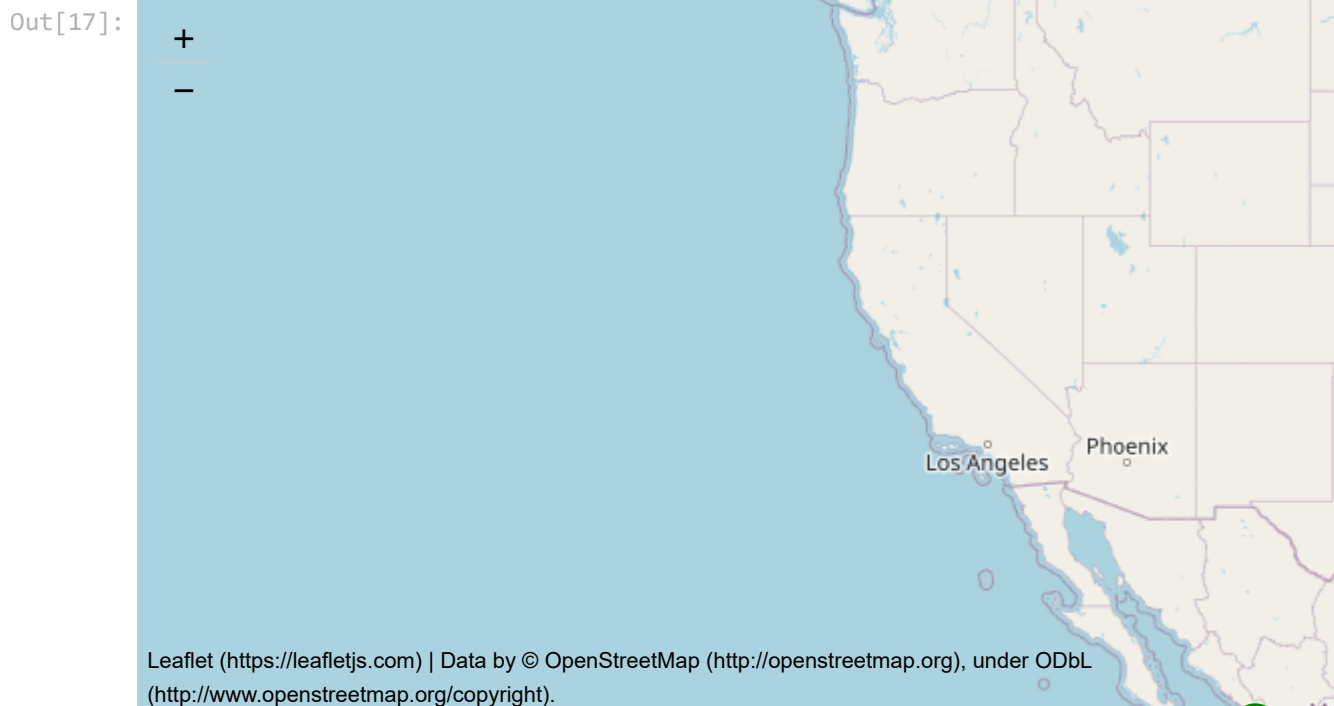 Out[17]:
+
−
Phoenix
Los Angeles
Leaflet (https://leafletjs.com) | Data by © OpenStreetMap (http://openstreetmap.org), under ODbL
(http://www.openstreetmap.org/copyright).